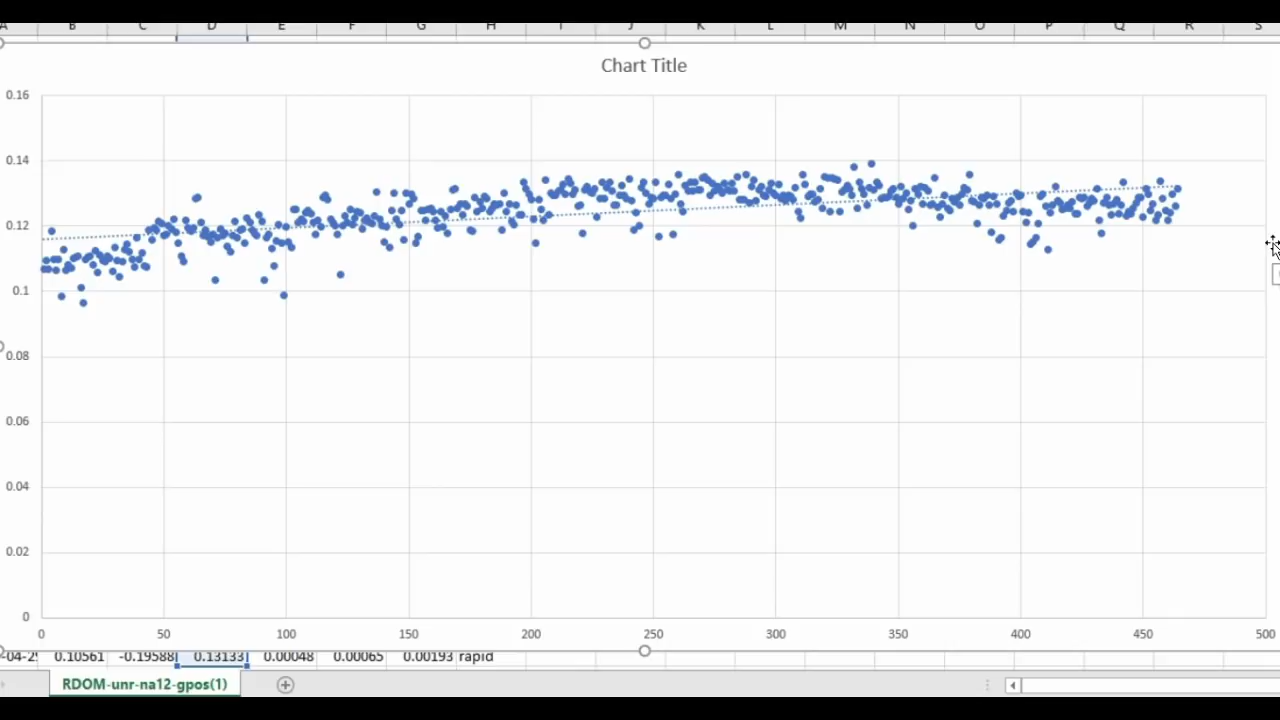 A B C D E F G H I J K L M N O P Q R S
Chart Title
0.16
0.14
0.12
0.1
0.08
0.06
0.04
0.02
0
0 50 100 150 200 250 300 350 400 450 500
-04-25 0.10561 -0.19588 0.13133 0.00048 0.00065 0.00193 rapid
RDOM-unr-na12-gpos(1)